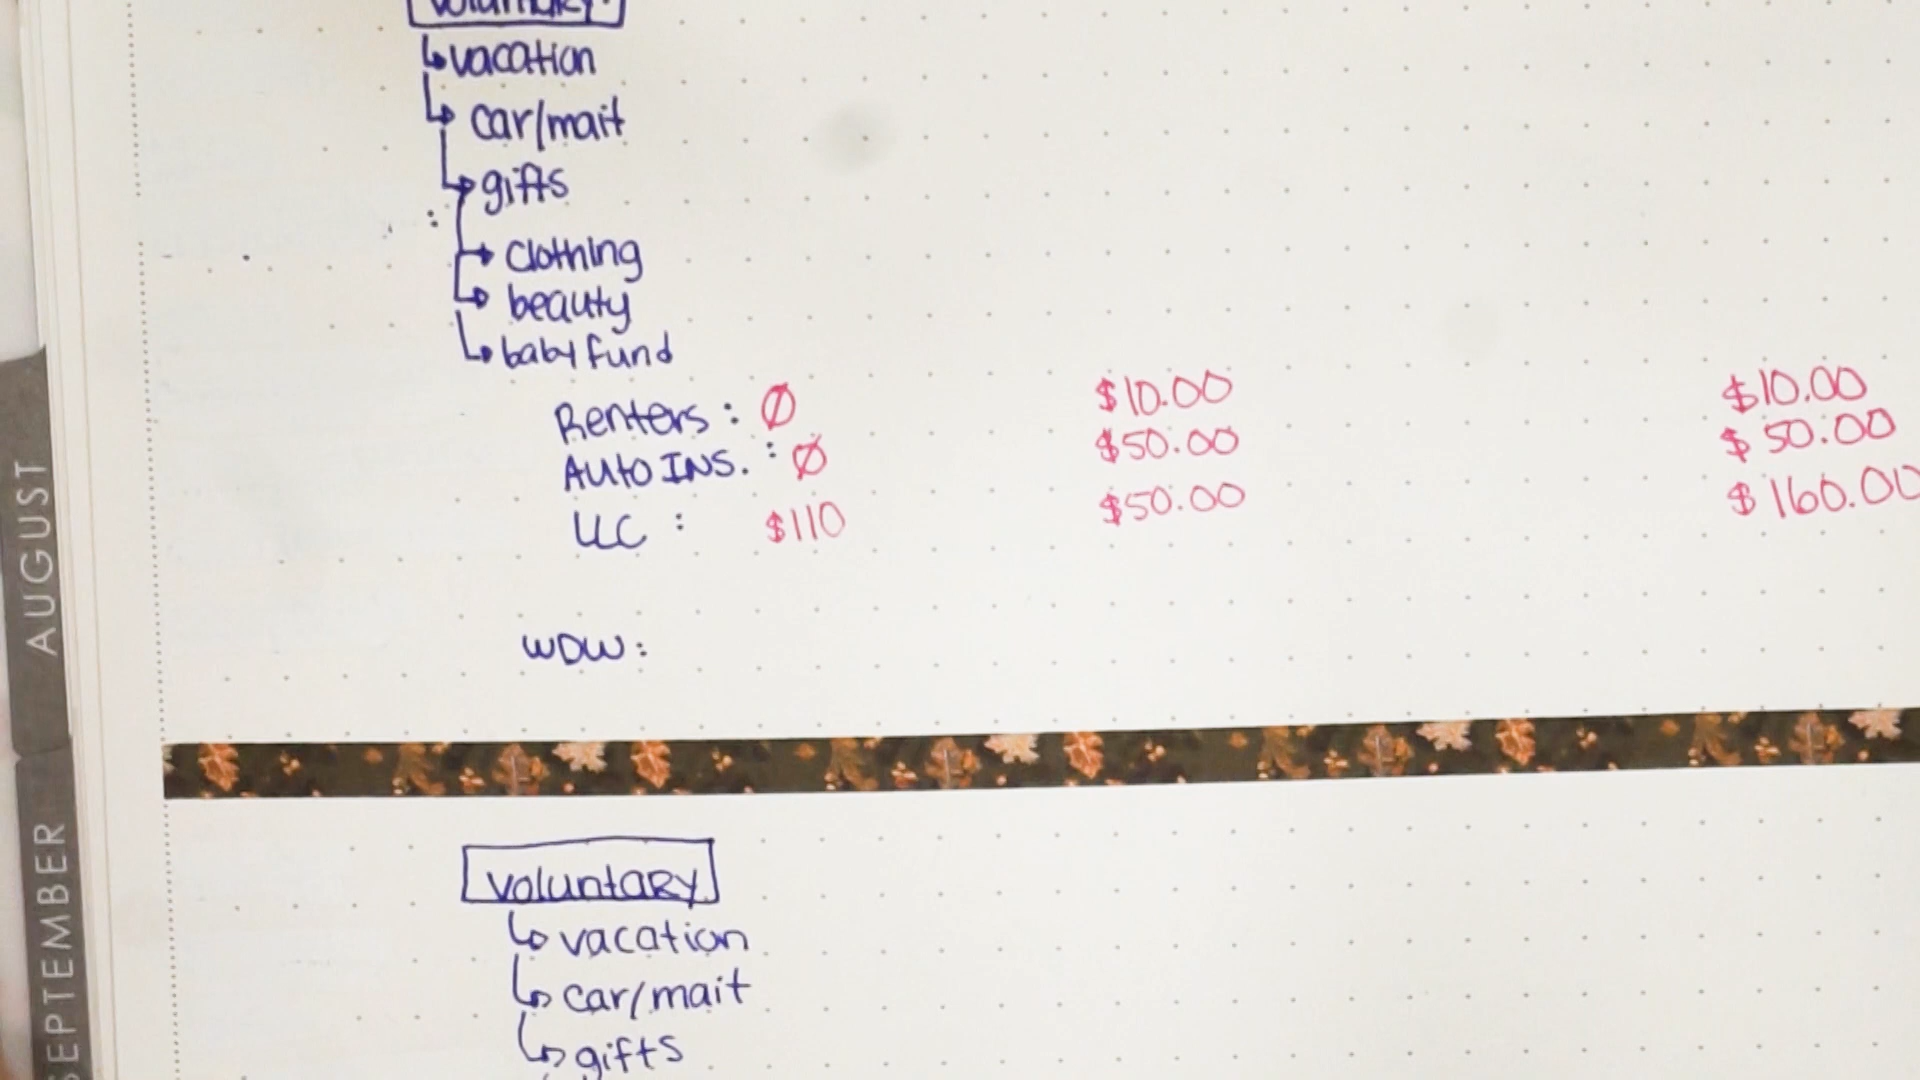 voluntary
vacation
car/mait
gifts
:
clothing
beauty
baby fund
Renters : Ø $10.00 $10.00
Auto INS. : Ø $50.00 $50.00
LLC : $110 $50.00 $160.00
WDW:
voluntary
vacation
car/mait
gifts
AUGUST
SEPTEMBER